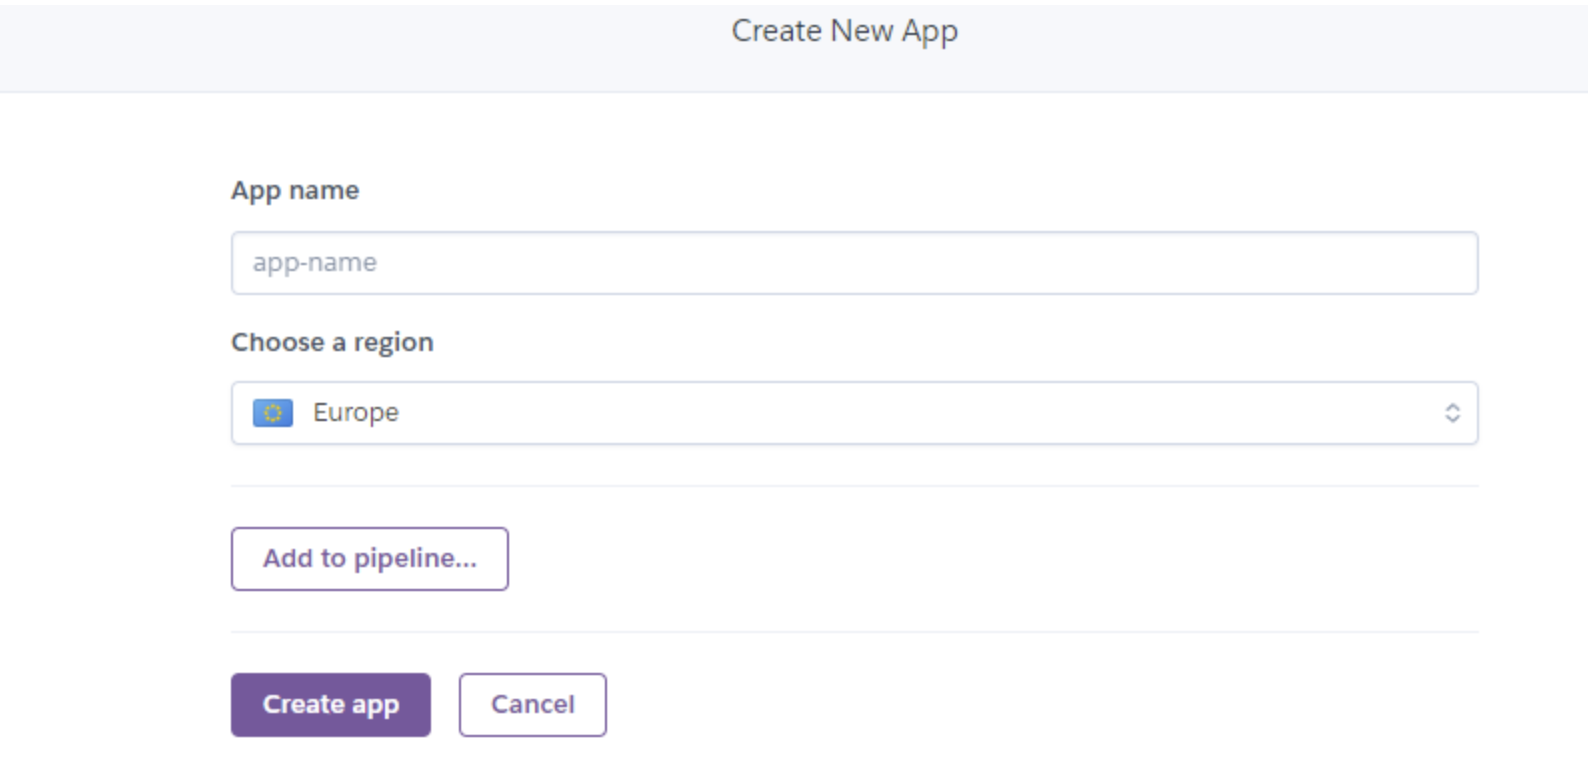 Create New App
App name
app-name
Choose a region
Europe
Add to pipeline...
Create app Cancel